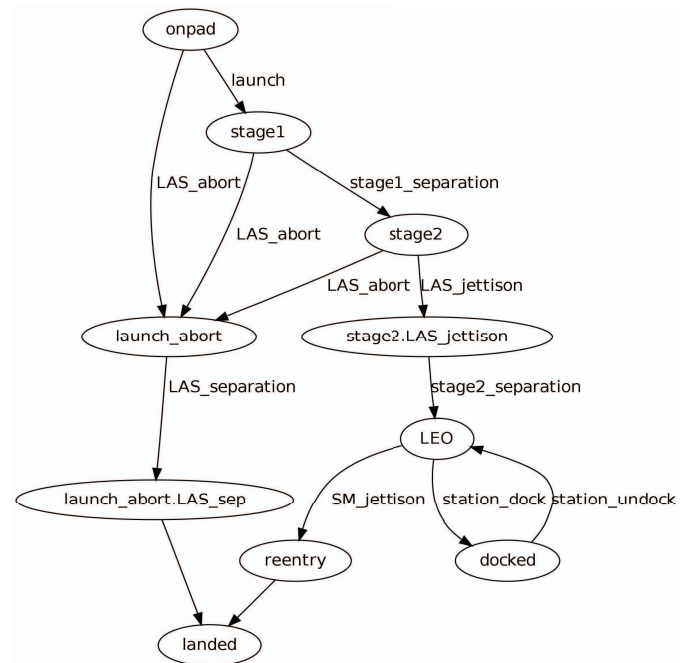 onpad
launch
stage1
LAS_abort
stage1_separation
LAS_abort
stage2
LAS_abort
LAS_jettison
launch_abort
stage2.LAS_jettison
LAS_separation
stage2_separation
LEO
launch_abort.LAS_sep
SM_jettison
station_dock
station_undock
reentry
docked
landed